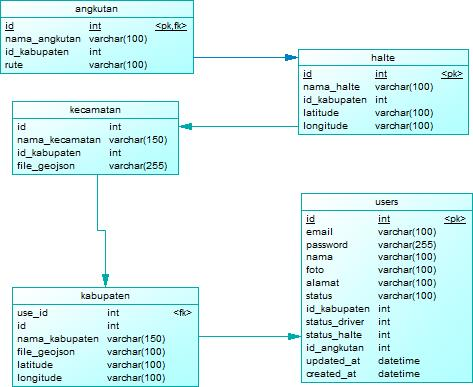 angkutan
id int <pk,fk>
nama_angkutan varchar(100)
id_kabupaten int
rute varchar(100)
halte
id int <pk>
nama_halte varchar(100)
id_kabupaten int
latitude varchar(100)
longitude varchar(100)
kecamatan
id int
nama_kecamatan varchar(150)
id_kabupaten int
file_geojson varchar(255)
users
id int <pk>
email varchar(100)
password varchar(255)
nama varchar(100)
foto varchar(100)
alamat varchar(100)
status varchar(100)
id_kabupaten int
status_driver int
status_halte int
id_angkutan int
updated_at datetime
created_at datetime
kabupaten
use_id int <fk>
id int
nama_kabupaten varchar(150)
file_geojson varchar(100)
latitude varchar(100)
longitude varchar(100)